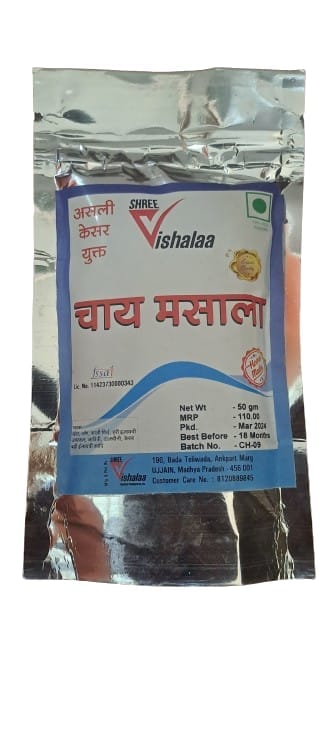 असली
केसर
युक्त
SHREE
Vishalaa
चाय मसाला
fssai
Lic. No. 11423730000343
Net Wt - 50 gm
MRP - 110.00
Pkd. - Mar 2024
Best Before - 18 Months
Batch No. - CH-09
SHREE
Vishalaa
196, Bada Teliwada, Ankpart Marg
UJJAIN, Madhya Pradesh - 456 001
Customer Care No. : 8120889845